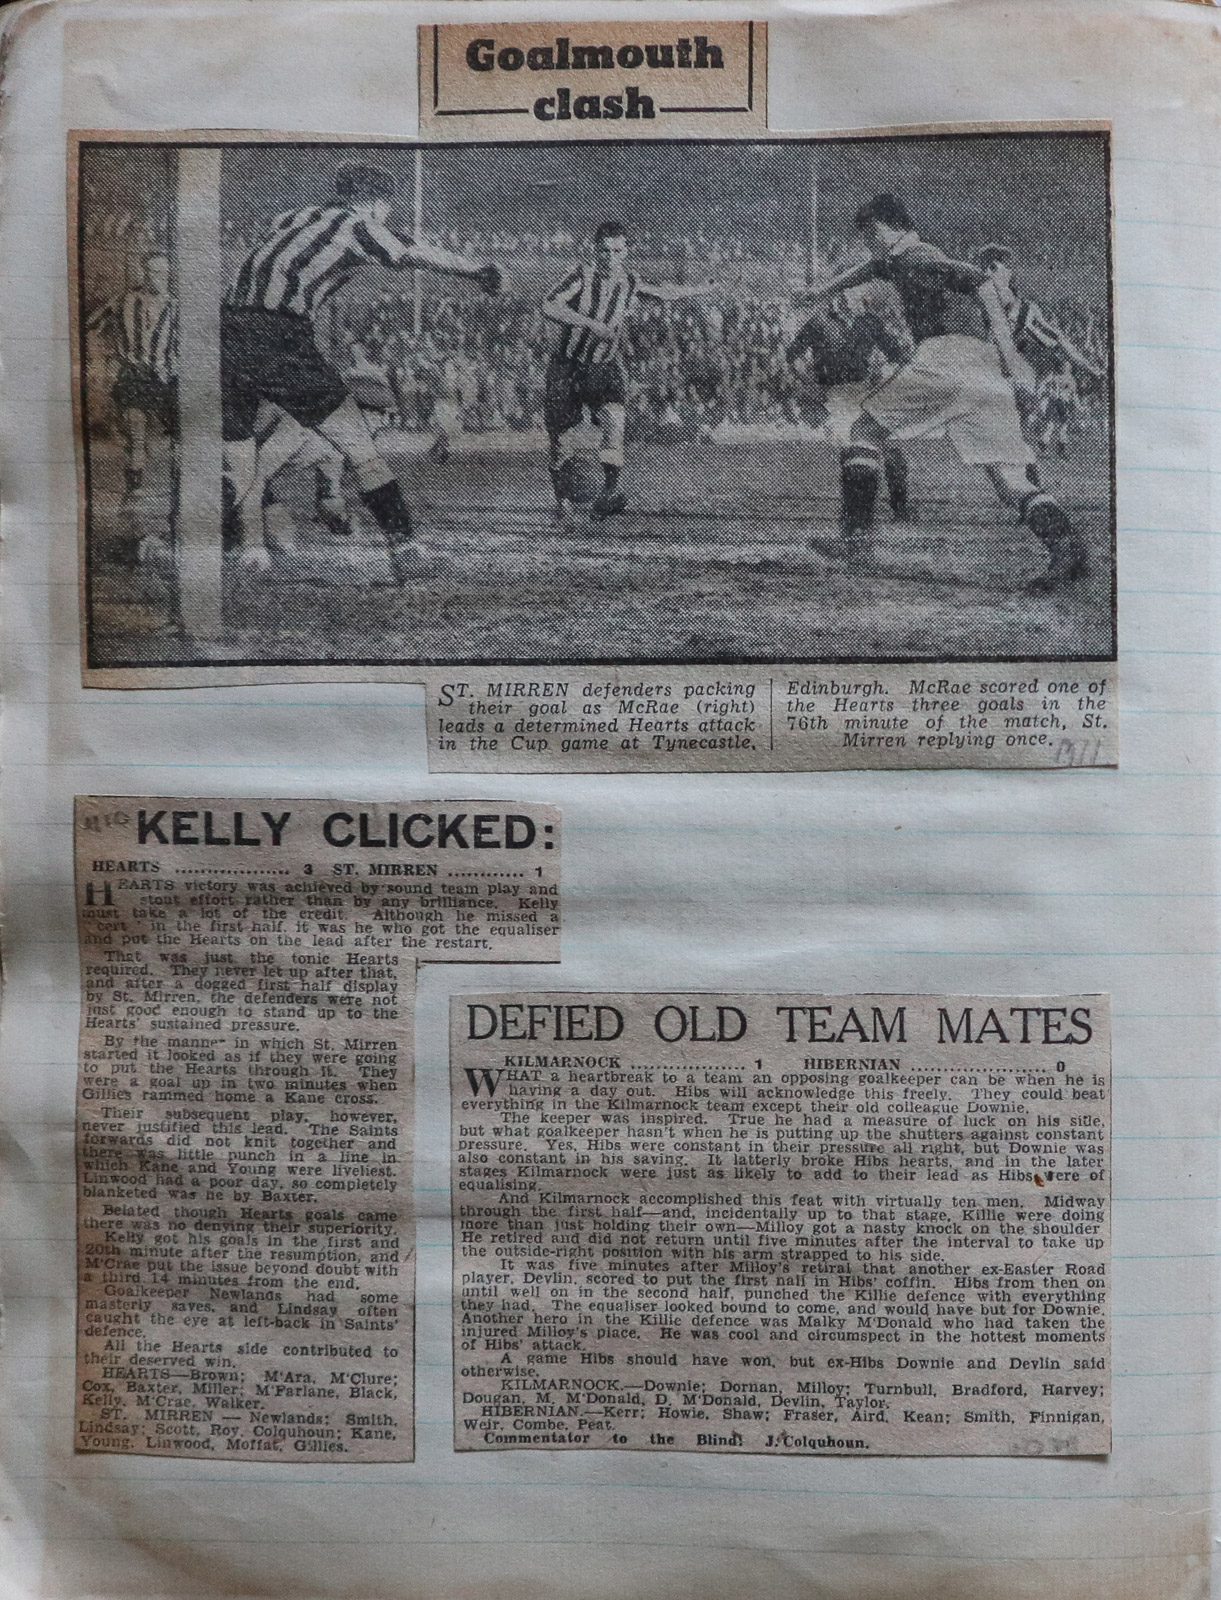 Goalmouth
clash
ST. MIRREN defenders packing
their goal as McRae (right)
leads a determined Hearts attack
in the Cup game at Tynecastle,
Edinburgh. McRae scored one of
the Hearts three goals in the
76th minute of the match, St.
Mirren replying once.
KELLY CLICKED:
HEARTS ................. 3 ST. MIRREN ............ 1
HEARTS victory was achieved by sound team play and
stout effort rather than by any brilliance. Kelly
must take a lot of the credit. Although he missed a
"cert" in the first half, it was he who got the equaliser
and put the Hearts on the lead after the restart.
That was just the tonic Hearts
required. They never let up after that,
and after a dogged first half display
by St. Mirren, the defenders were not
just good enough to stand up to the
Hearts' sustained pressure.
By the manner in which St. Mirren
started it looked as if they were going
to put the Hearts through it. They
were a goal up in two minutes when
Gillies rammed home a Kane cross.
Their subsequent play, however,
never justified this lead. The Saints
forwards did not knit together and
there was little punch in a line in
which Kane and Young were liveliest.
Linwood had a poor day, so completely
blanketed was he by Baxter.
Belated though Hearts goals came
there was no denying their superiority.
Kelly got his goals in the first and
20th minute after the resumption, and
M'Crae put the issue beyond doubt with
a third 14 minutes from the end.
Goalkeeper Newlands had some
masterly saves, and Lindsay often
caught the eye at left-back in Saints'
defence.
All the Hearts side contributed to
their deserved win.
HEARTS—Brown; M'Ara, M'Clure;
Cox, Baxter, Miller; M'Farlane, Black,
Kelly, M'Crae, Walker.
ST. MIRREN — Newlands; Smith,
Lindsay; Scott, Roy, Colquhoun; Kane,
Young, Linwood, Moffat, Gillies.
DEFIED OLD TEAM MATES
KILMARNOCK ................. 1 HIBERNIAN .................... 0
WHAT a heartbreak to a team an opposing goalkeeper can be when he is
having a day out. Hibs will acknowledge this freely. They could beat
everything in the Kilmarnock team except their old colleague Downie.
The keeper was inspired. True he had a measure of luck on his side,
but what goalkeeper hasn't when he is putting up the shutters against constant
pressure. Yes, Hibs were constant in their pressure all right, but Downie was
also constant in his saving. It latterly broke Hibs hearts, and in the later
stages Kilmarnock were just as likely to add to their lead as Hibs were of
equalising.
And Kilmarnock accomplished this feat with virtually ten men. Midway
through the first half—and, incidentally up to that stage, Killie were doing
more than just holding their own—Milloy got a nasty knock on the shoulder
He retired and did not return until five minutes after the interval to take up
the outside-right position with his arm strapped to his side.
It was five minutes after Milloy's retiral that another ex-Easter Road
player, Devlin, scored to put the first nail in Hibs' coffin. Hibs from then on
until well on in the second half, punched the Killie defence with everything
they had. The equaliser looked bound to come, and would have but for Downie.
Another hero in the Killie defence was Malky M'Donald who had taken the
injured Milloy's place. He was cool and circumspect in the hottest moments
of Hibs' attack.
A game Hibs should have won, but ex-Hibs Downie and Devlin said
otherwise.
KILMARNOCK.—Downie; Dornan, Milloy; Turnbull, Bradford, Harvey;
Dougan, M. M'Donald, D. M'Donald, Devlin, Taylor.
HIBERNIAN.—Kerr; Howie, Shaw; Fraser, Aird, Kean; Smith, Finnigan,
Weir, Combe, Peat.
Commentator to the Blind: J. Colquhoun.